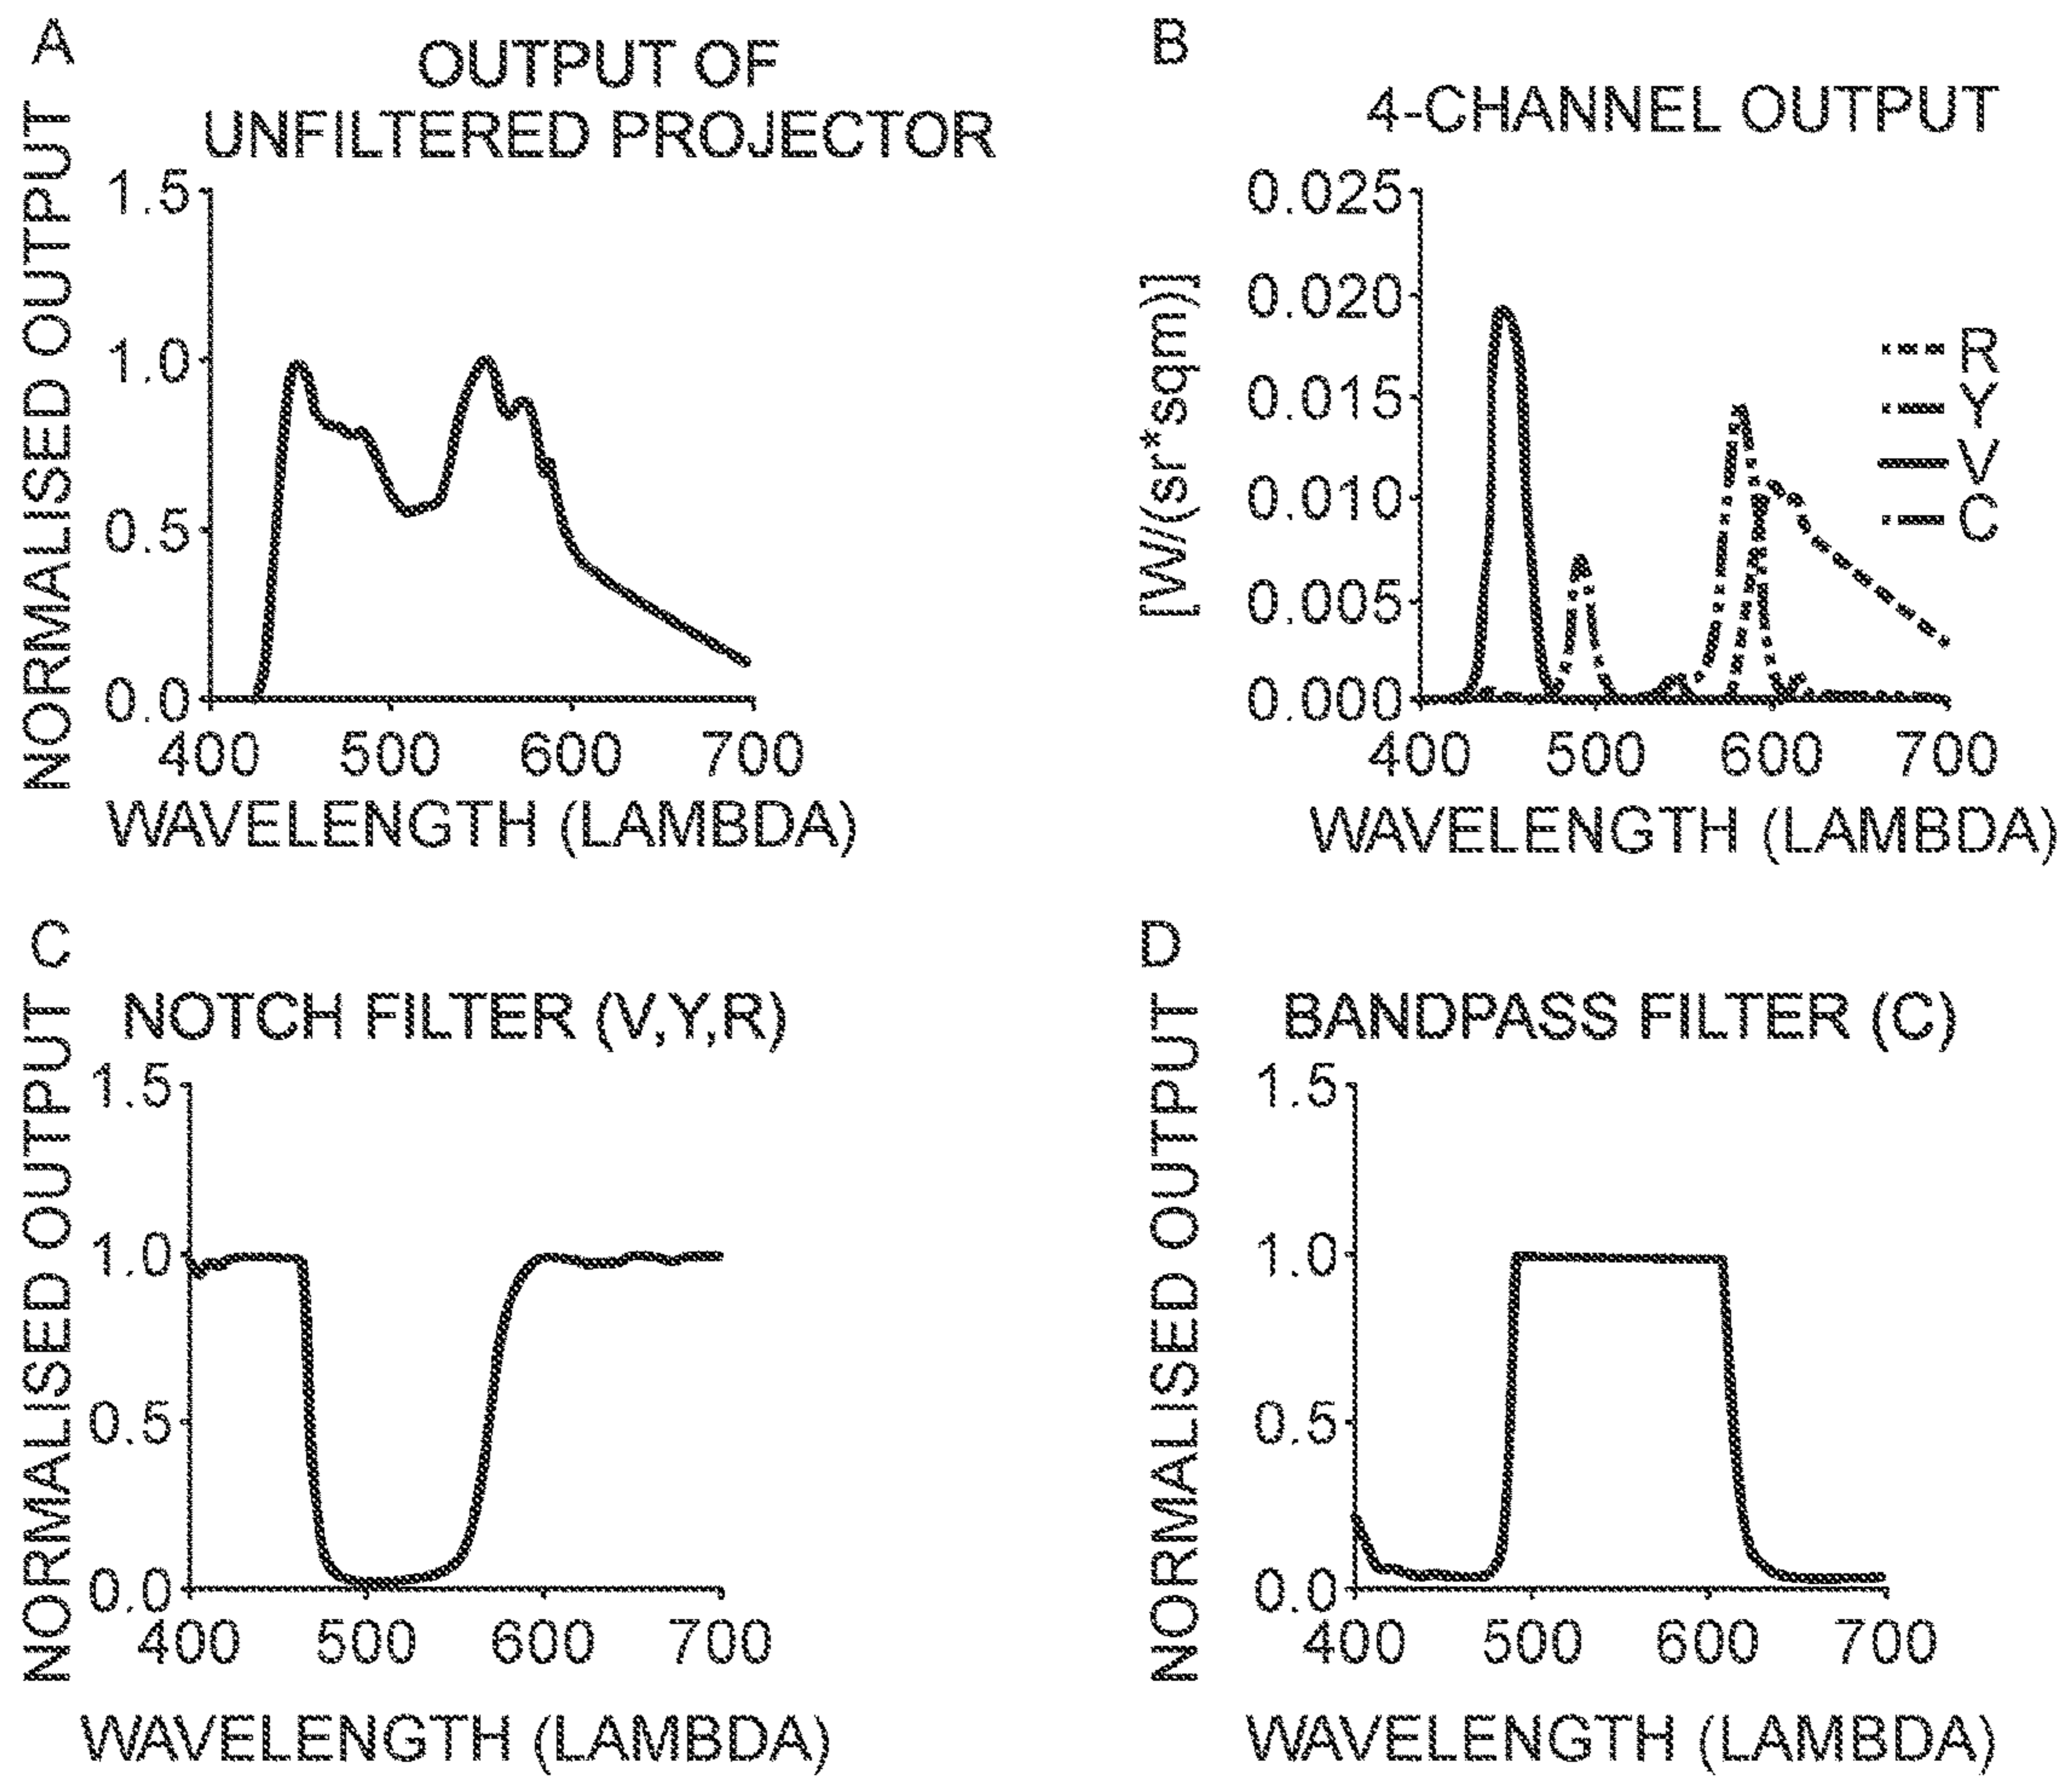 A
OUTPUT OF
UNFILTERED PROJECTOR
NORMALISED OUTPUT
1.5
1.0
0.5
0.0
400 500 600 700
WAVELENGTH (LAMBDA)
B
4-CHANNEL OUTPUT
[W/(sr*sqm)]
0.025
0.020
0.015
0.010
0.005
0.000
R
Y
V
C
400 500 600 700
WAVELENGTH (LAMBDA)
C
NOTCH FILTER (V,Y,R)
NORMALISED OUTPUT
1.5
1.0
0.5
0.0
400 500 600 700
WAVELENGTH (LAMBDA)
D
BANDPASS FILTER (C)
NORMALISED OUTPUT
1.5
1.0
0.5
0.0
400 500 600 700
WAVELENGTH (LAMBDA)